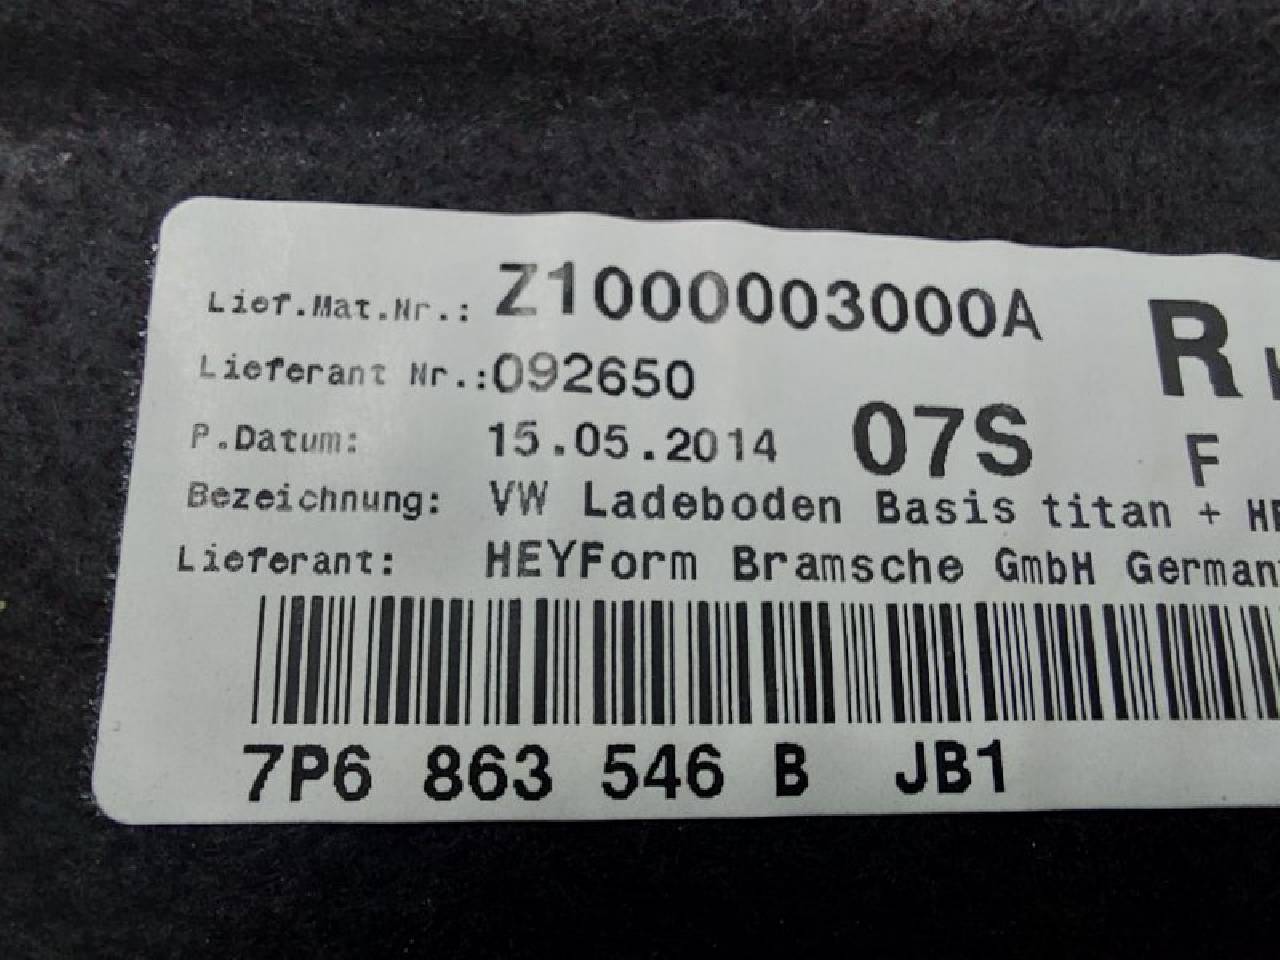 Lief.Mat.Nr.: Z1000003000A
R
Lieferant Nr.:092650
P.Datum: 15.05.2014 07S F
Bezeichnung: VW Ladeboden Basis titan +
Lieferant: HEYForm Bramsche GmbH
7P6 863 546 B JB1